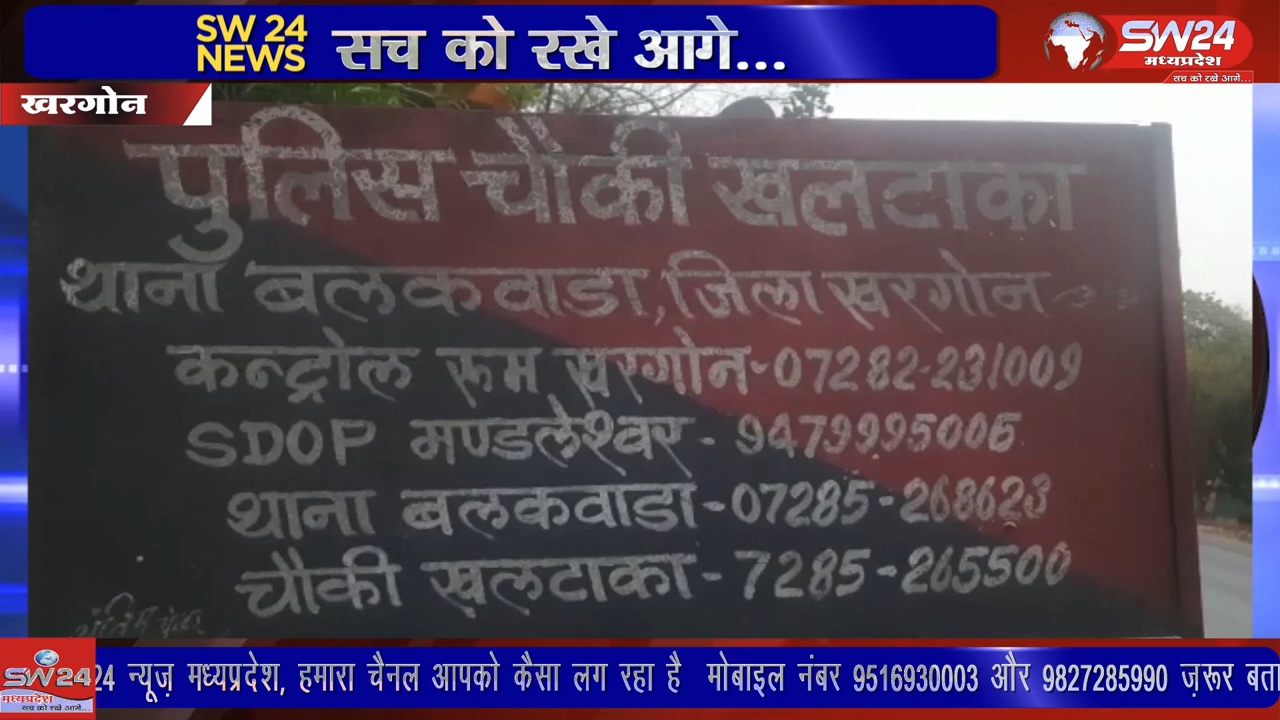 SW 24
NEWS
सच को रखे आगे...
SW24
मध्यप्रदेश
सच को रखे आगे...
खरगोन
पुलिस चौकी खलटाका
थाना बलकवाडा, जिला खरगोन
कन्ट्रोल रूम खरगोन-07282-231009
SDOP मण्डलेश्वर - 9479995006
थाना बलकवाडा-07285-268623
चौकी खलटाका - 7285-265500
SW24
मध्यप्रदेश
सच को रखे आगे...
24 न्यूज़ मध्यप्रदेश, हमारा चैनल आपको कैसा लग रहा है मोबाइल नंबर 9516930003 और 9827285990 ज़रूर बता